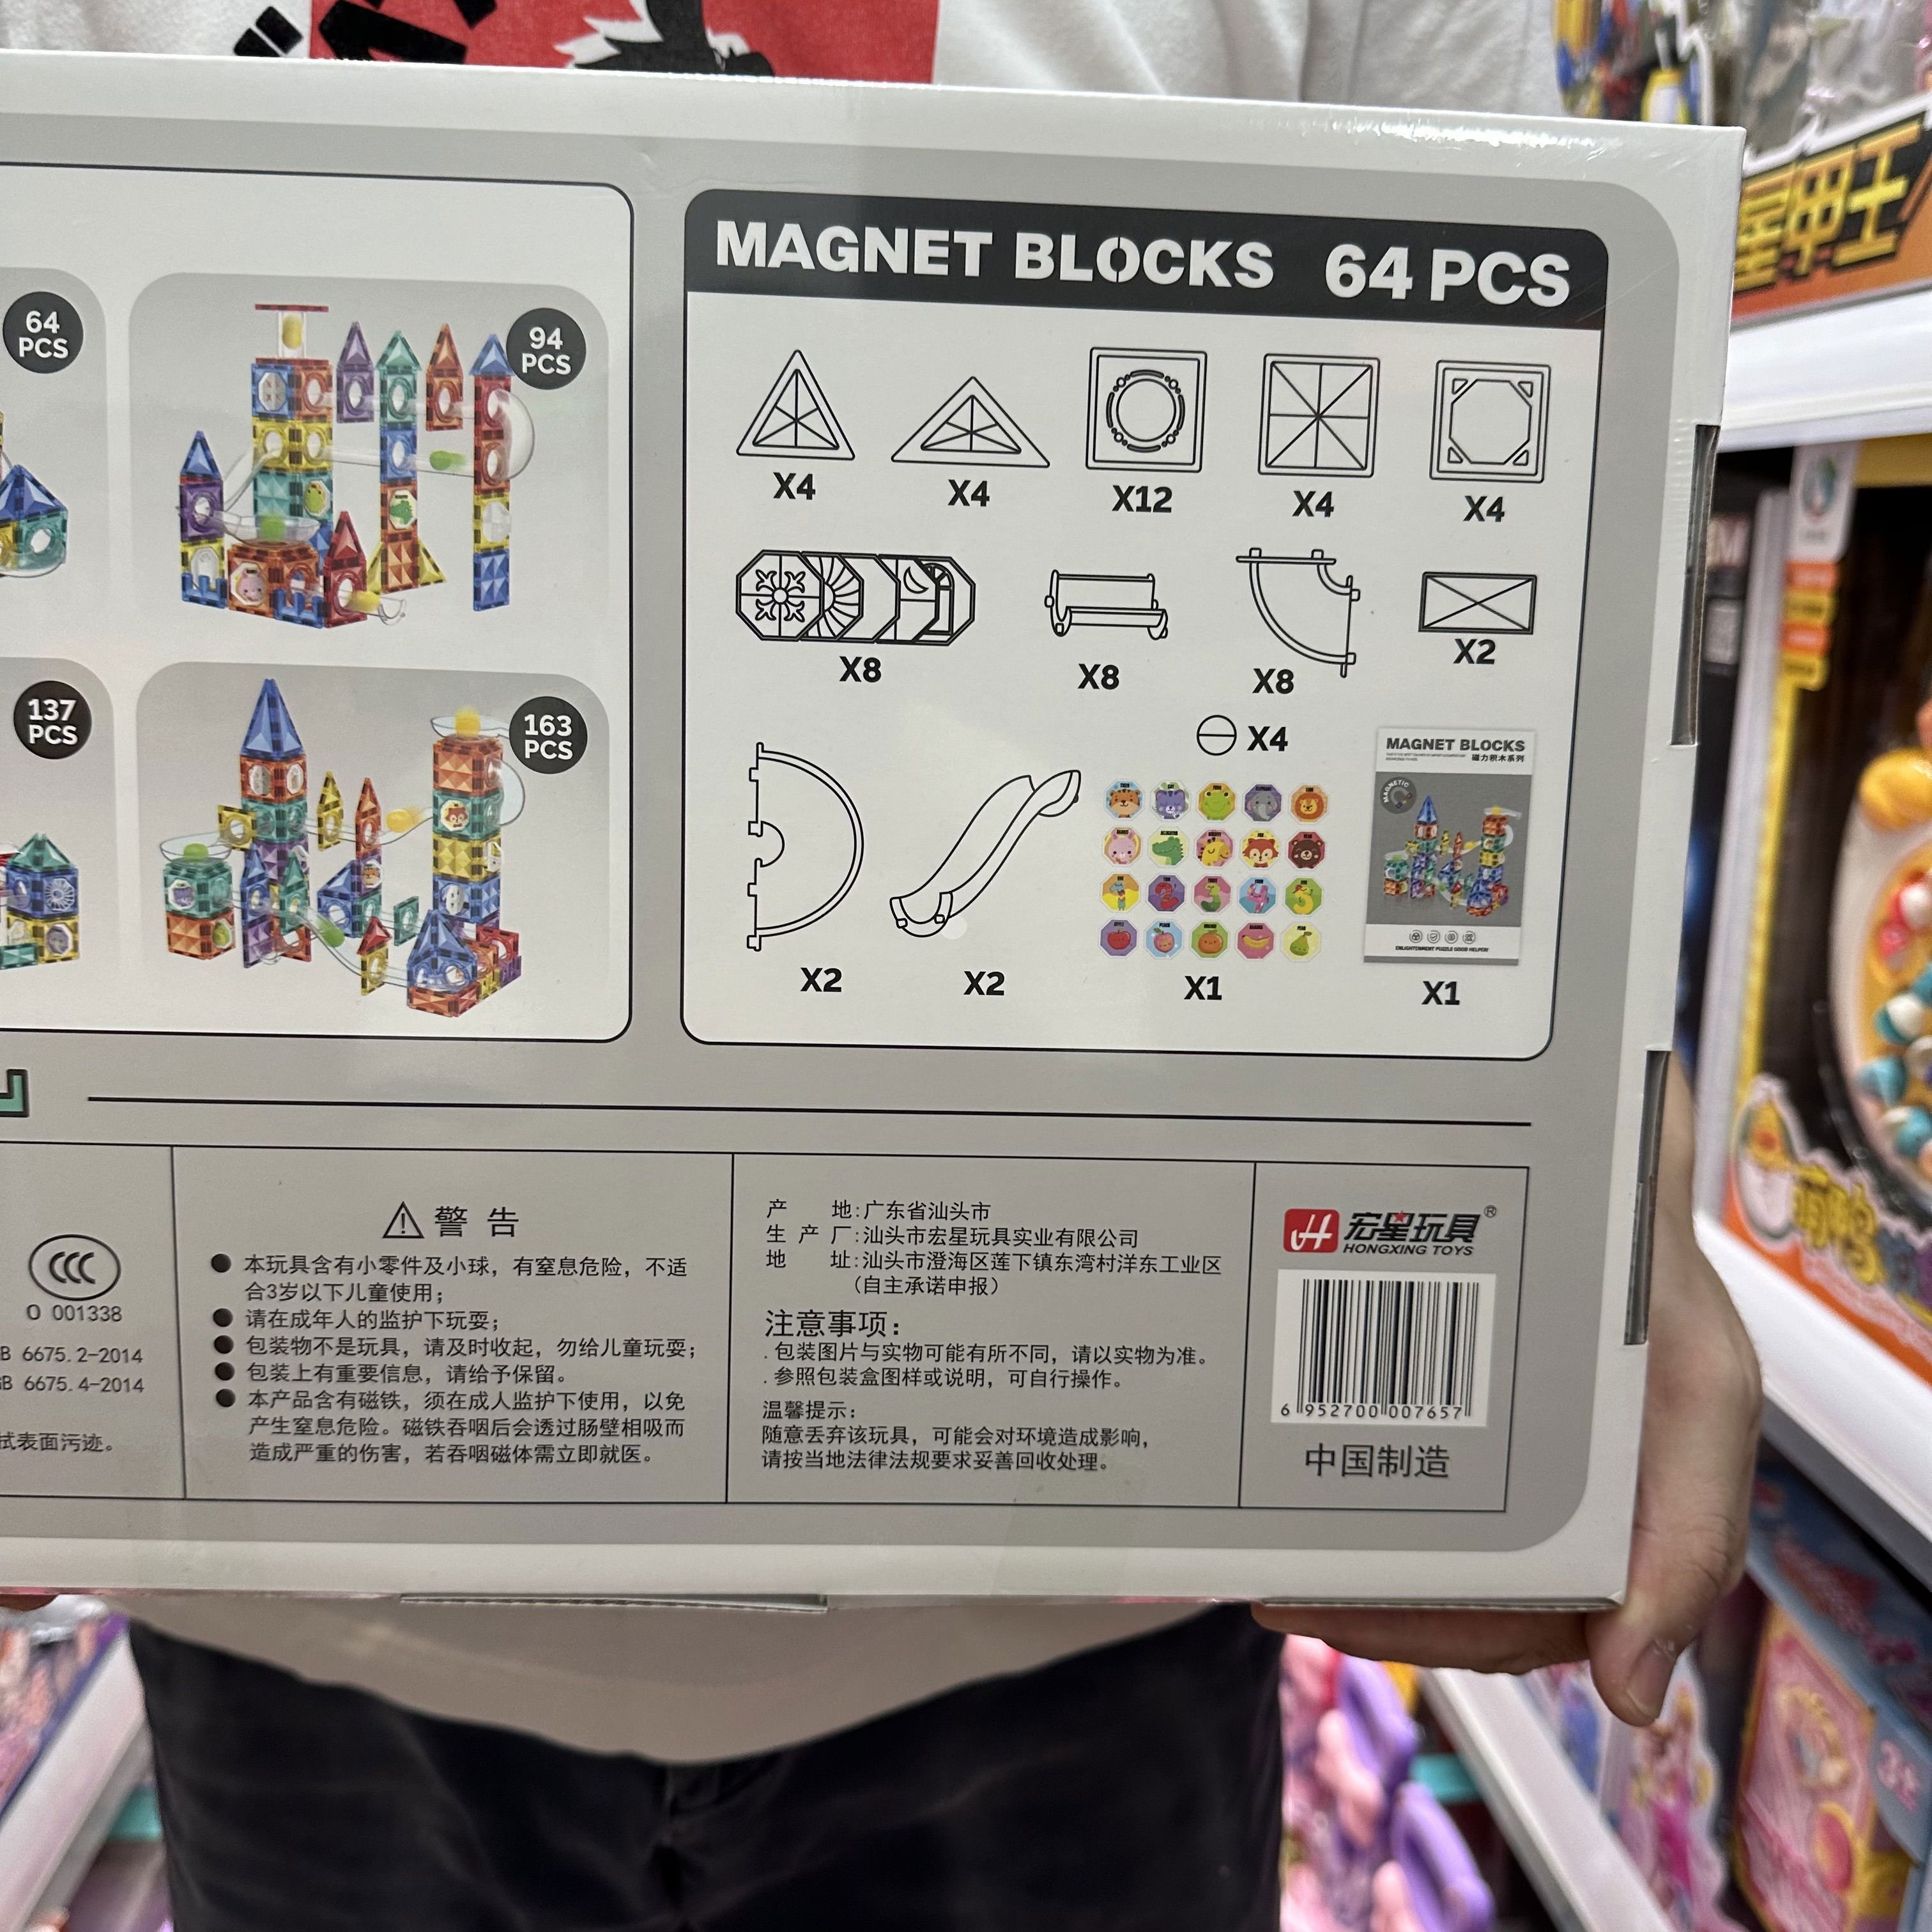 MAGNET BLOCKS 64 PCS
64
PCS
94
PCS
137
PCS
163
PCS
X4
X4
X12
X4
X4
X8
X8
X8
X2
X4
X2
X2
X1
X1
MAGNET BLOCKS
磁力积木系列
MAGNETIC
ENLIGHTENMENT PUZZLE GOOD HELPER!
CCC
O 001338
B 6675.2-2014
GB 6675.4-2014
拭表面污迹。
警 告
● 本玩具含有小零件及小球，有窒息危险，不适
合3岁以下儿童使用；
● 请在成年人的监护下玩耍；
● 包装物不是玩具，请及时收起，勿给儿童玩耍；
● 包装上有重要信息，请给予保留。
● 本产品含有磁铁，须在成人监护下使用，以免
产生窒息危险。磁铁吞咽后会透过肠壁相吸而
造成严重的伤害，若吞咽磁体需立即就医。
产 地:广东省汕头市
生 产 厂:汕头市宏星玩具实业有限公司
地 址:汕头市澄海区莲下镇东湾村洋东工业区
（自主承诺申报）
注意事项：
. 包装图片与实物可能有所不同，请以实物为准。
. 参照包装盒图样或说明，可自行操作。
温馨提示：
随意丢弃该玩具，可能会对环境造成影响，
请按当地法律法规要求妥善回收处理。
宏星玩具®
HONGXING TOYS
6 952700 007657
中国制造
星甲士